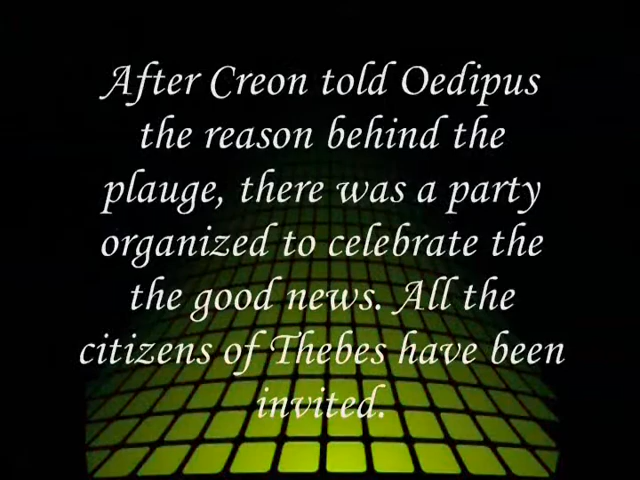 After Creon told Oedipus
the reason behind the
plauge, there was a party
organized to celebrate the
the good news. All the
citizens of Thebes have been
invited.